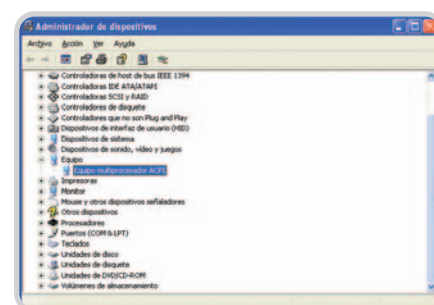 Administrador de dispositivos
Archivo Acción Ver Ayuda
Controladoras de host de bus IEEE 1394
Controladoras IDE ATA/ATAPI
Controladoras SCSI y RAID
Controladores de disquete
Controladores que no son Plug and Play
Dispositivos de interfaz de usuario (HID)
Dispositivos de sistema
Dispositivos de sonido, vídeo y juegos
Equipo
Equipo multiprocesador ACPI
Impresoras
Monitor
Mouse y otros dispositivos señaladores
Otros dispositivos
Procesadores
Puertos (COM & LPT)
Teclados
Unidades de disco
Unidades de disquete
Unidades de DVD/CD-ROM
Volúmenes de almacenamiento